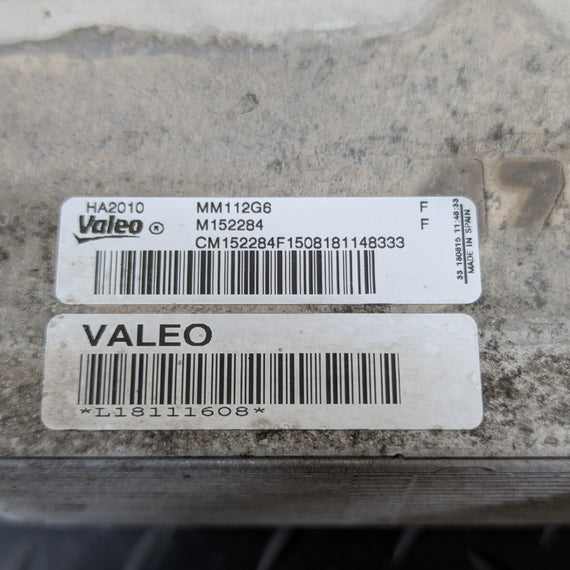 HA2010 MM112G6 F
Valeo ® M152284 F
CM152284F1508181148333
33 180815 11:48:33
MADE IN SPAIN
VALEO
*L18111608*